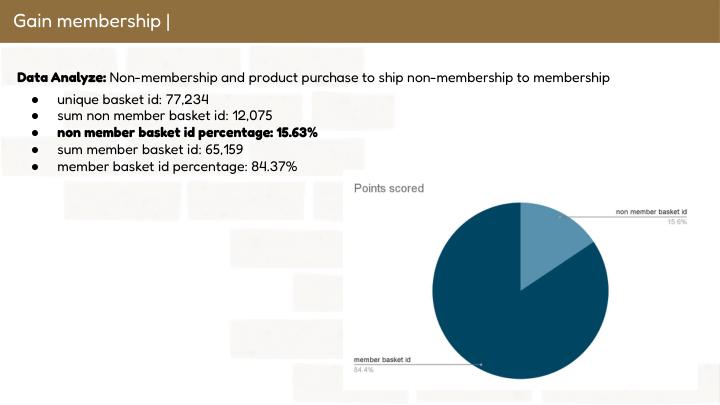 Gain membership |
Data Analyze: Non-membership and product purchase to ship non-membership to membership
● unique basket id: 77,234
● sum non member basket id: 12,075
● non member basket id percentage: 15.63%
● sum member basket id: 65,159
● member basket id percentage: 84.37%
Points scored
non member basket id
15.6%
member basket id
84.4%